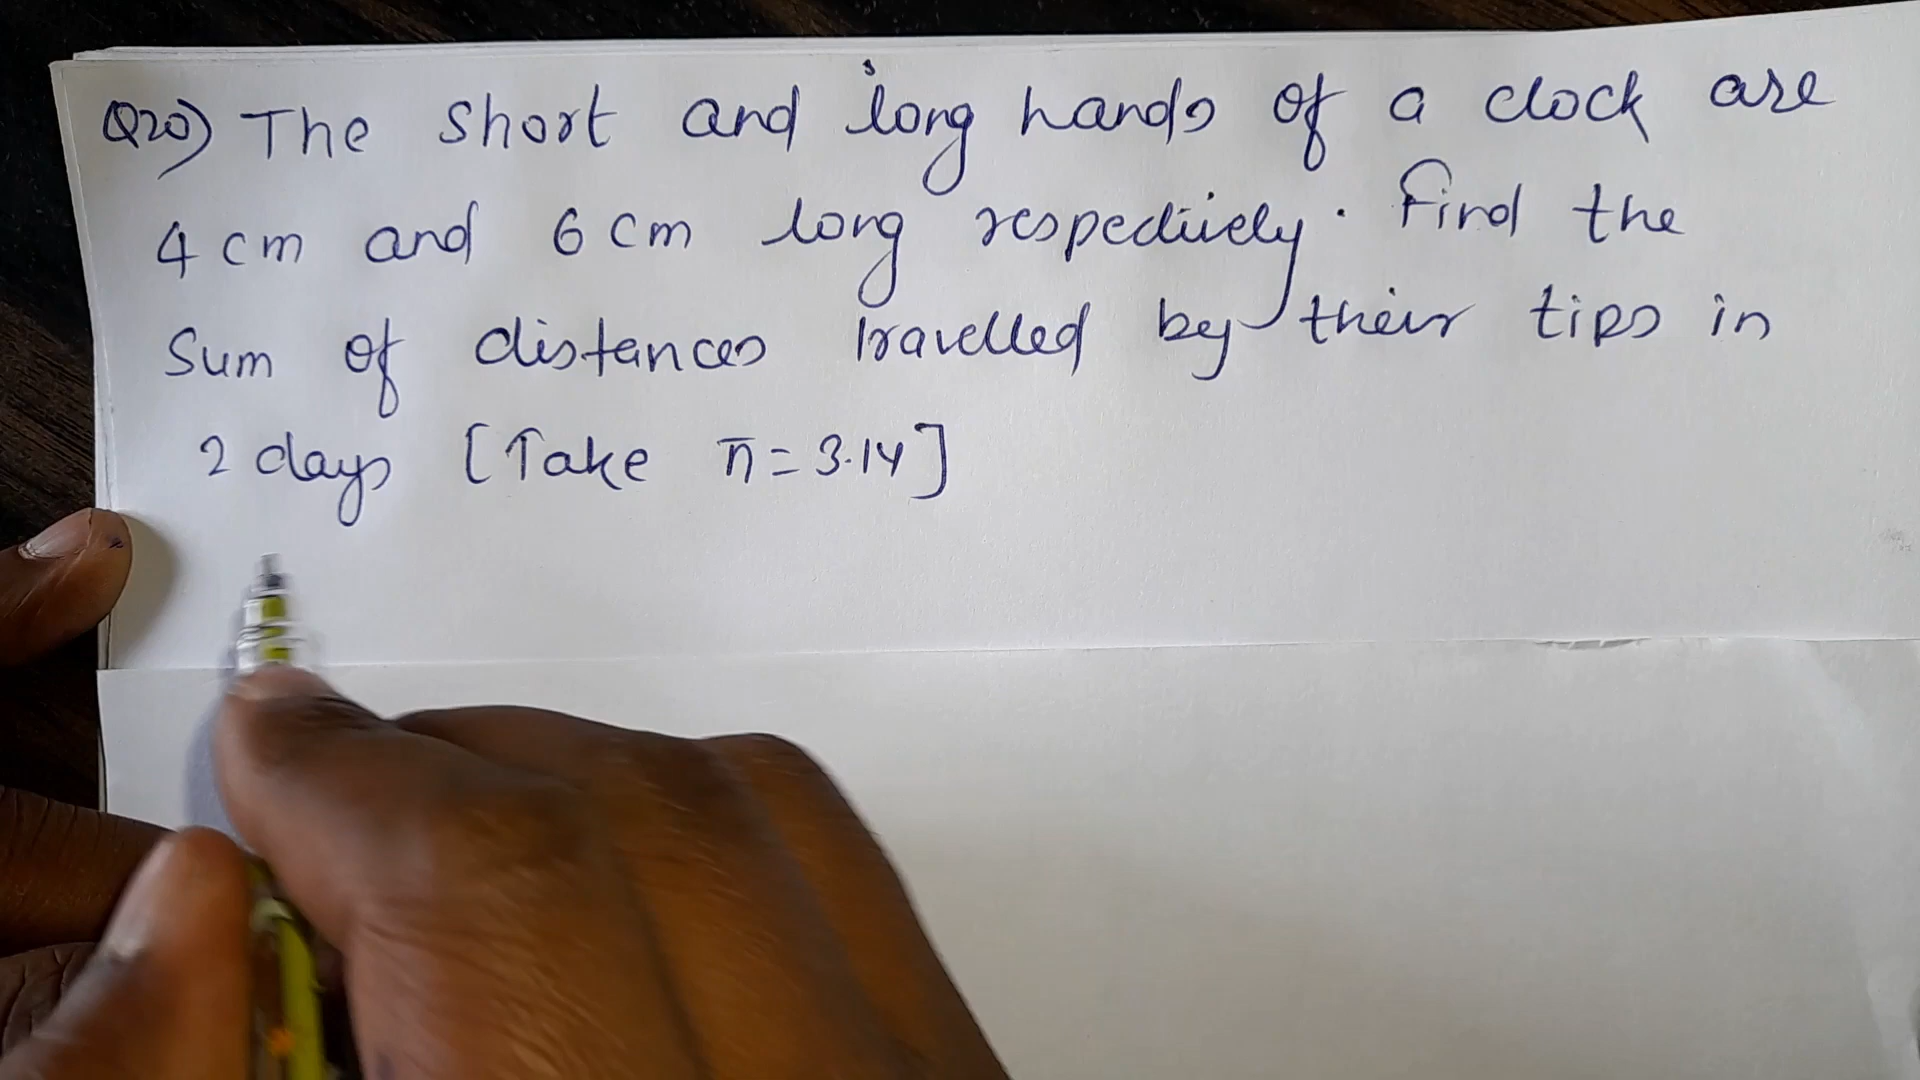 Q20) The short and long hands of a clock are
4 cm and 6 cm long respectively. Find the
Sum of distances travelled by their tips in
2 days [Take π = 3.14]